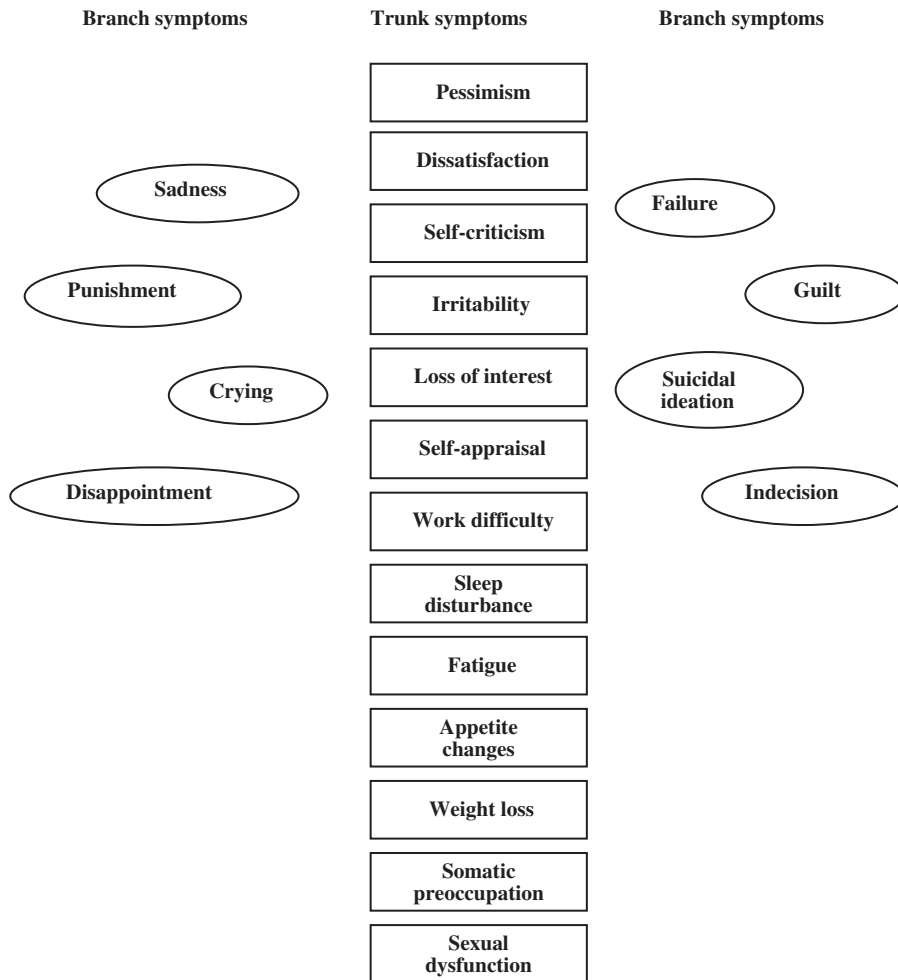 Branch symptoms
Trunk symptoms
Branch symptoms
Pessimism
Dissatisfaction
Sadness
Failure
Self-criticism
Punishment
Irritability
Guilt
Loss of interest
Crying
Suicidal
ideation
Self-appraisal
Disappointment
Indecision
Work difficulty
Sleep
disturbance
Fatigue
Appetite
changes
Weight loss
Somatic
preoccupation
Sexual
dysfunction